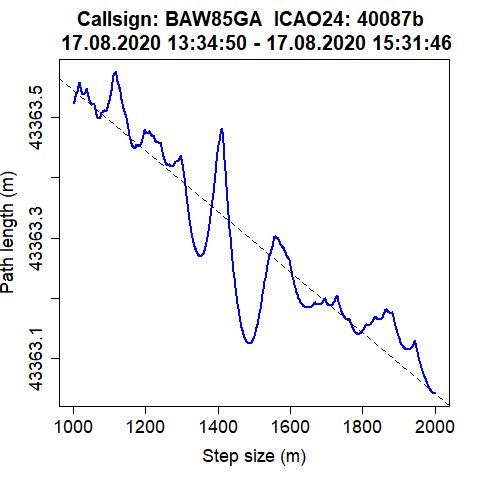 Callsign: BAW85GA  ICAO24: 40087b
17.08.2020 13:34:50 - 17.08.2020 15:31:46
Path length (m)
43363.5
43363.3
43363.1
1000 1200 1400 1600 1800 2000
Step size (m)